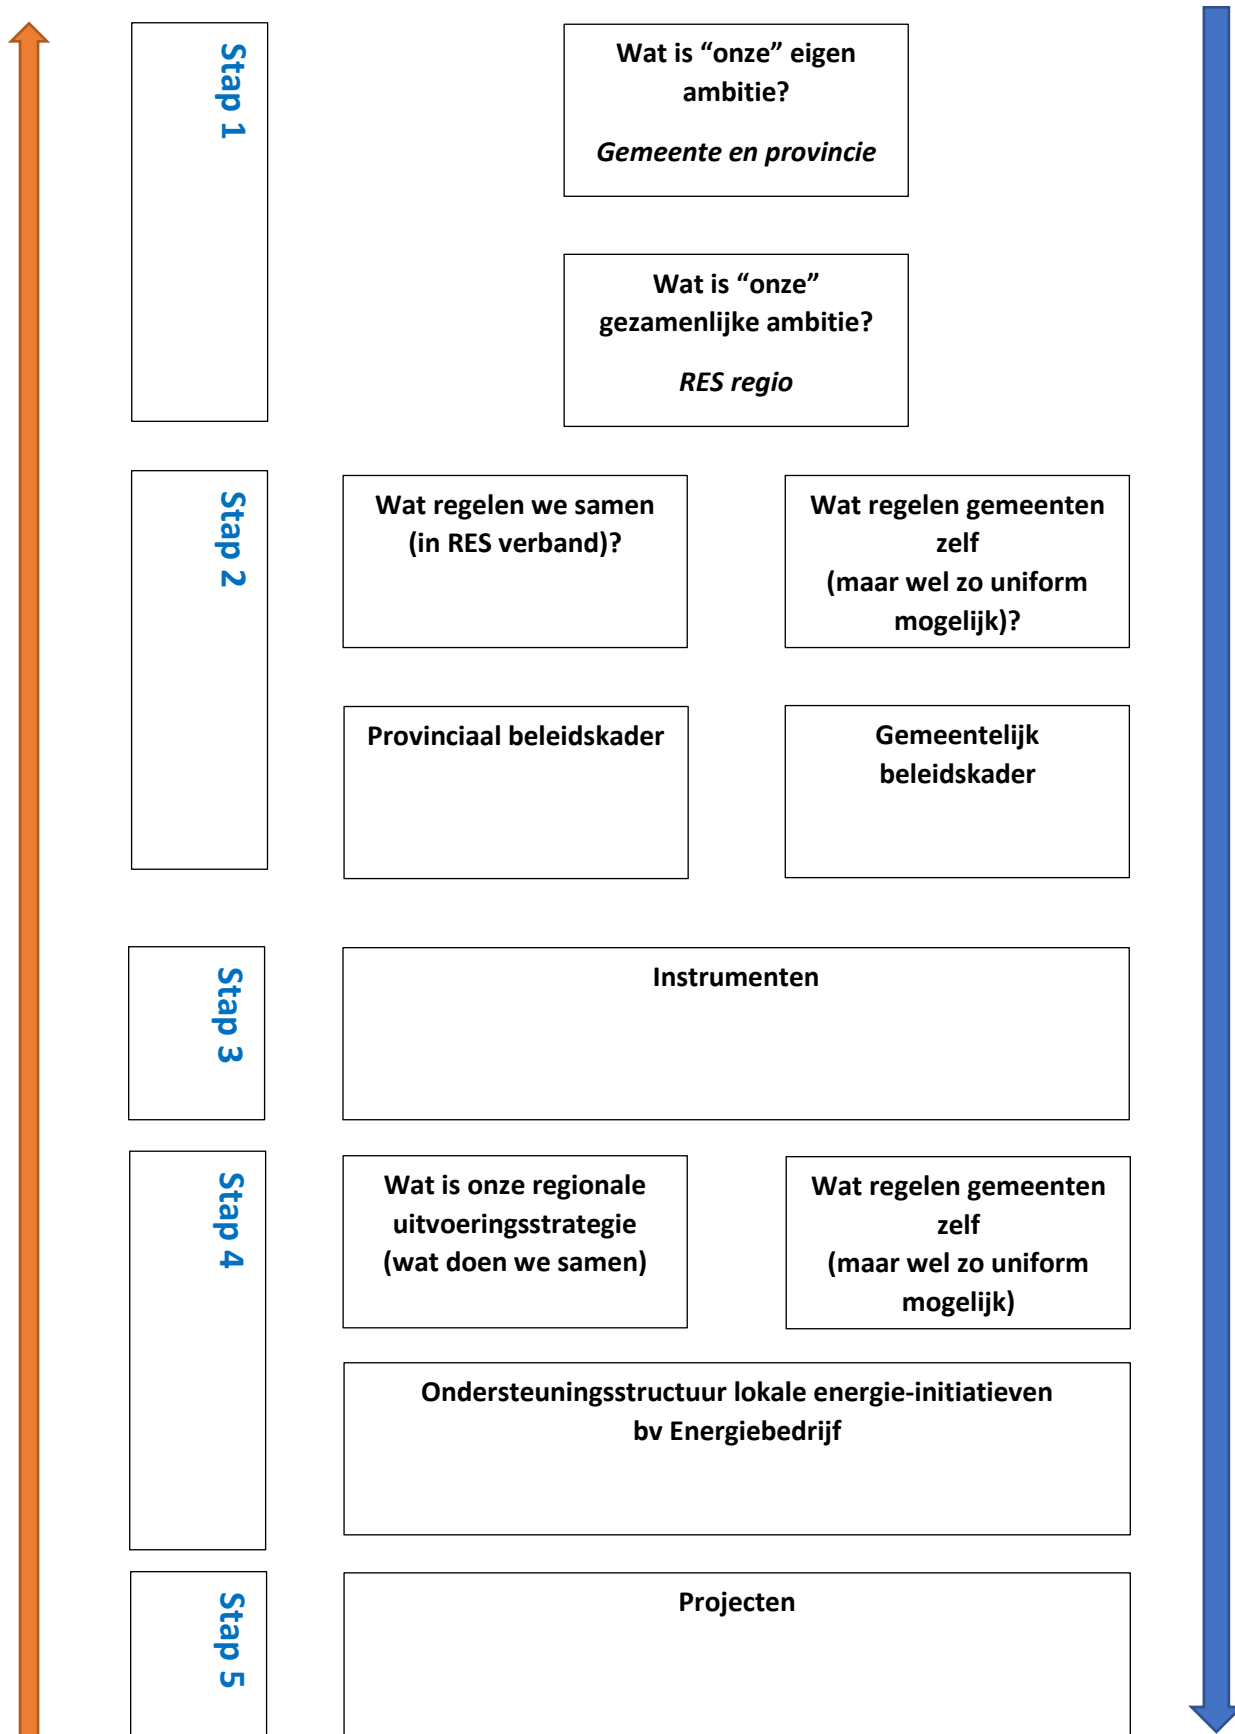 Stap 1
Wat is “onze” eigen
ambitie?
Gemeente en provincie
Wat is “onze”
gezamenlijke ambitie?
RES regio
Stap 2
Wat regelen we samen
(in RES verband)?
Wat regelen gemeenten
zelf
(maar wel zo uniform
mogelijk)?
Provinciaal beleidskader
Gemeentelijk
beleidskader
Stap 3
Instrumenten
Stap 4
Wat is onze regionale
uitvoeringsstrategie
(wat doen we samen)
Wat regelen gemeenten
zelf
(maar wel zo uniform
mogelijk)
Ondersteuningsstructuur lokale energie-initiatieven
bv Energiebedrijf
Stap 5
Projecten